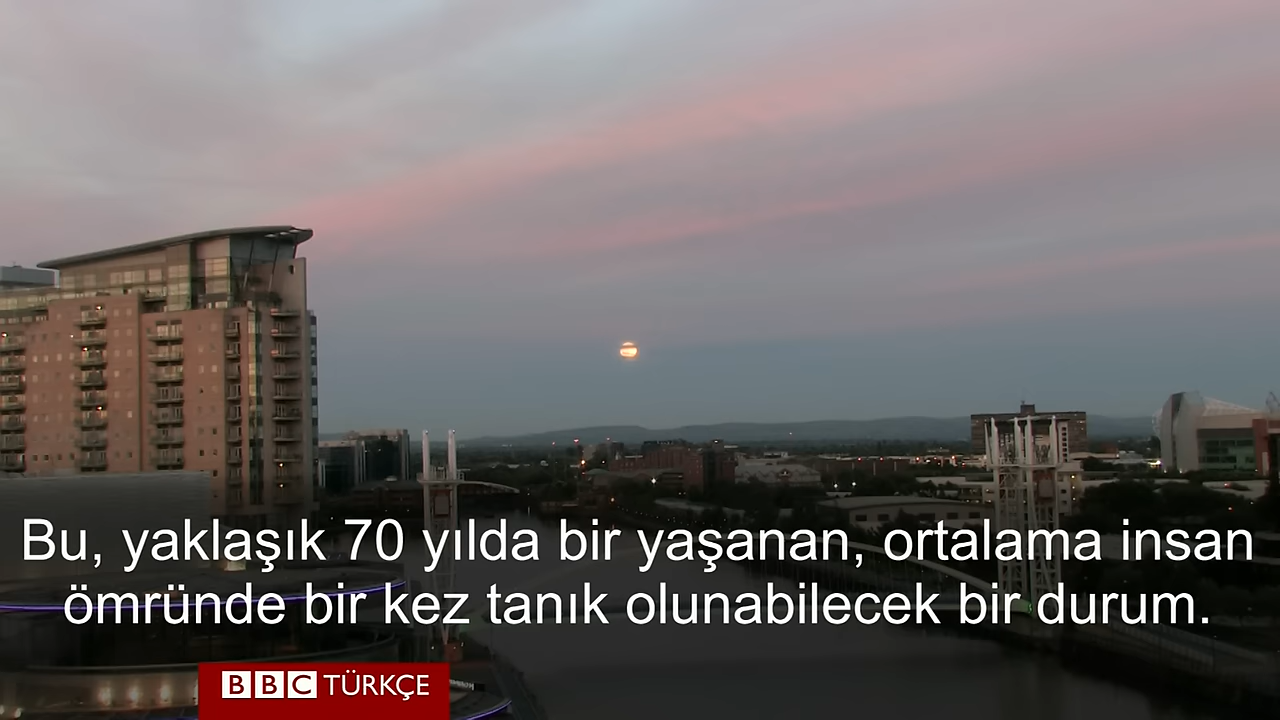 Bu, yaklaşık 70 yılda bir yaşanan, ortalama insan
ömründe bir kez tanık olunabilecek bir durum.
BBC TÜRKÇE